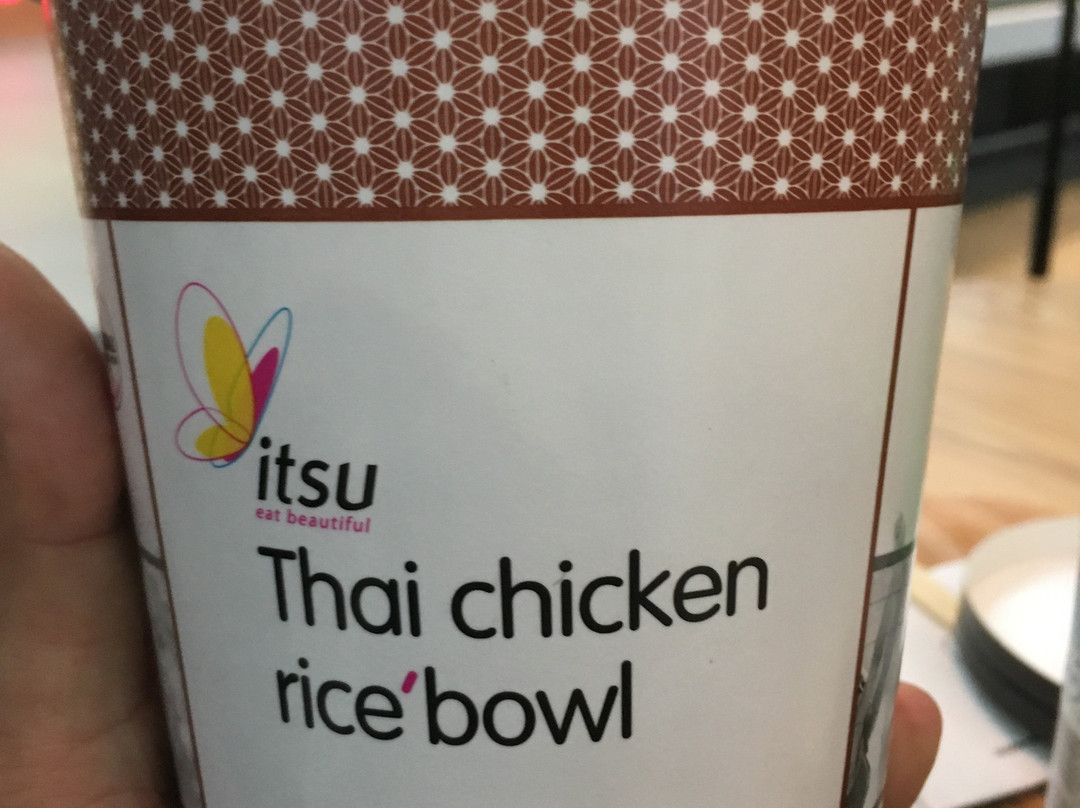 itsu
eat beautiful
Thai chicken
rice'bowl